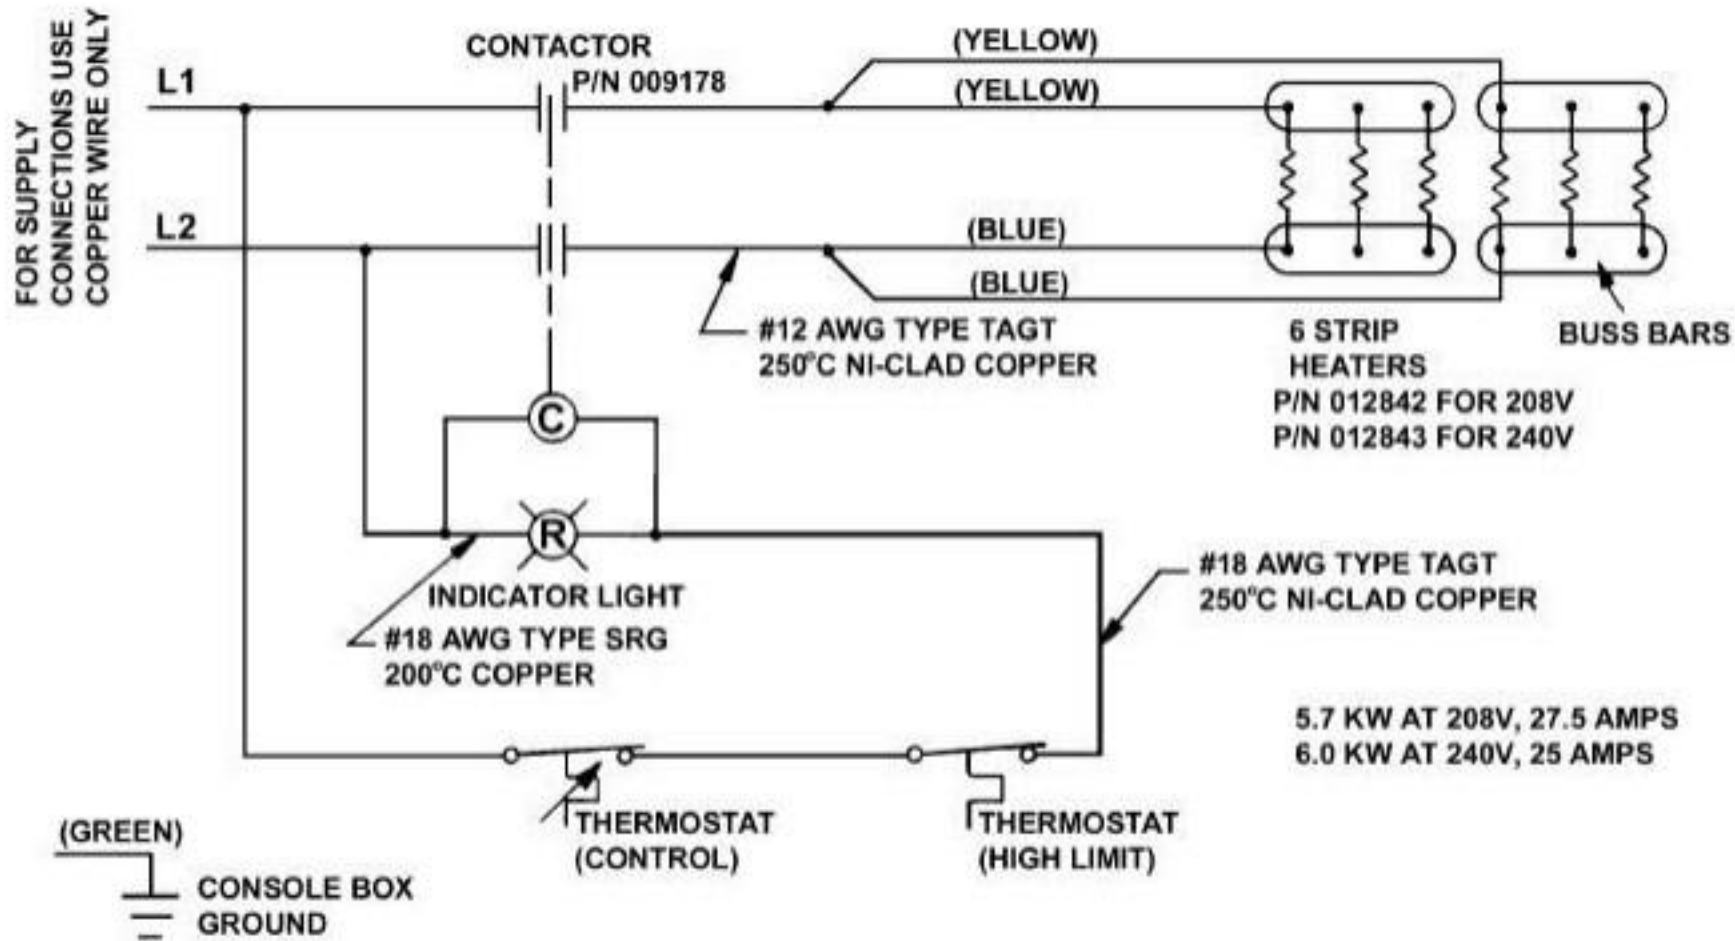 FOR SUPPLY
CONNECTIONS USE
COPPER WIRE ONLY
L1
CONTACTOR
P/N 009178
(YELLOW)
(YELLOW)
L2
(BLUE)
(BLUE)
#12 AWG TYPE TAGT
250°C NI-CLAD COPPER
6 STRIP
HEATERS
P/N 012842 FOR 208V
P/N 012843 FOR 240V
BUSS BARS
C
R
INDICATOR LIGHT
#18 AWG TYPE SRG
200°C COPPER
#18 AWG TYPE TAGT
250°C NI-CLAD COPPER
5.7 KW AT 208V, 27.5 AMPS
6.0 KW AT 240V, 25 AMPS
THERMOSTAT
(CONTROL)
THERMOSTAT
(HIGH LIMIT)
(GREEN)
CONSOLE BOX
GROUND